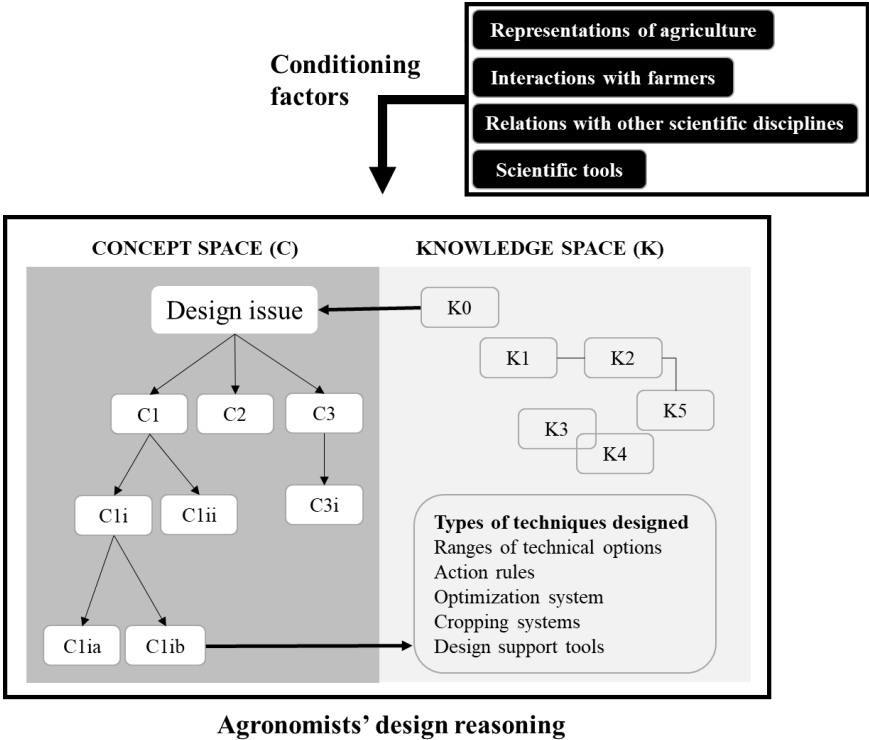 Representations of agriculture
Conditioning
factors
Interactions with farmers
Relations with other scientific disciplines
Scientific tools
CONCEPT SPACE (C)
KNOWLEDGE SPACE (K)
Design issue
K0
K1
K2
C1
C2
C3
K5
K3
K4
C1i
C1ii
C3i
Types of techniques designed
Ranges of technical options
Action rules
Optimization system
Cropping systems
Design support tools
C1ia
C1ib
Agronomists’ design reasoning